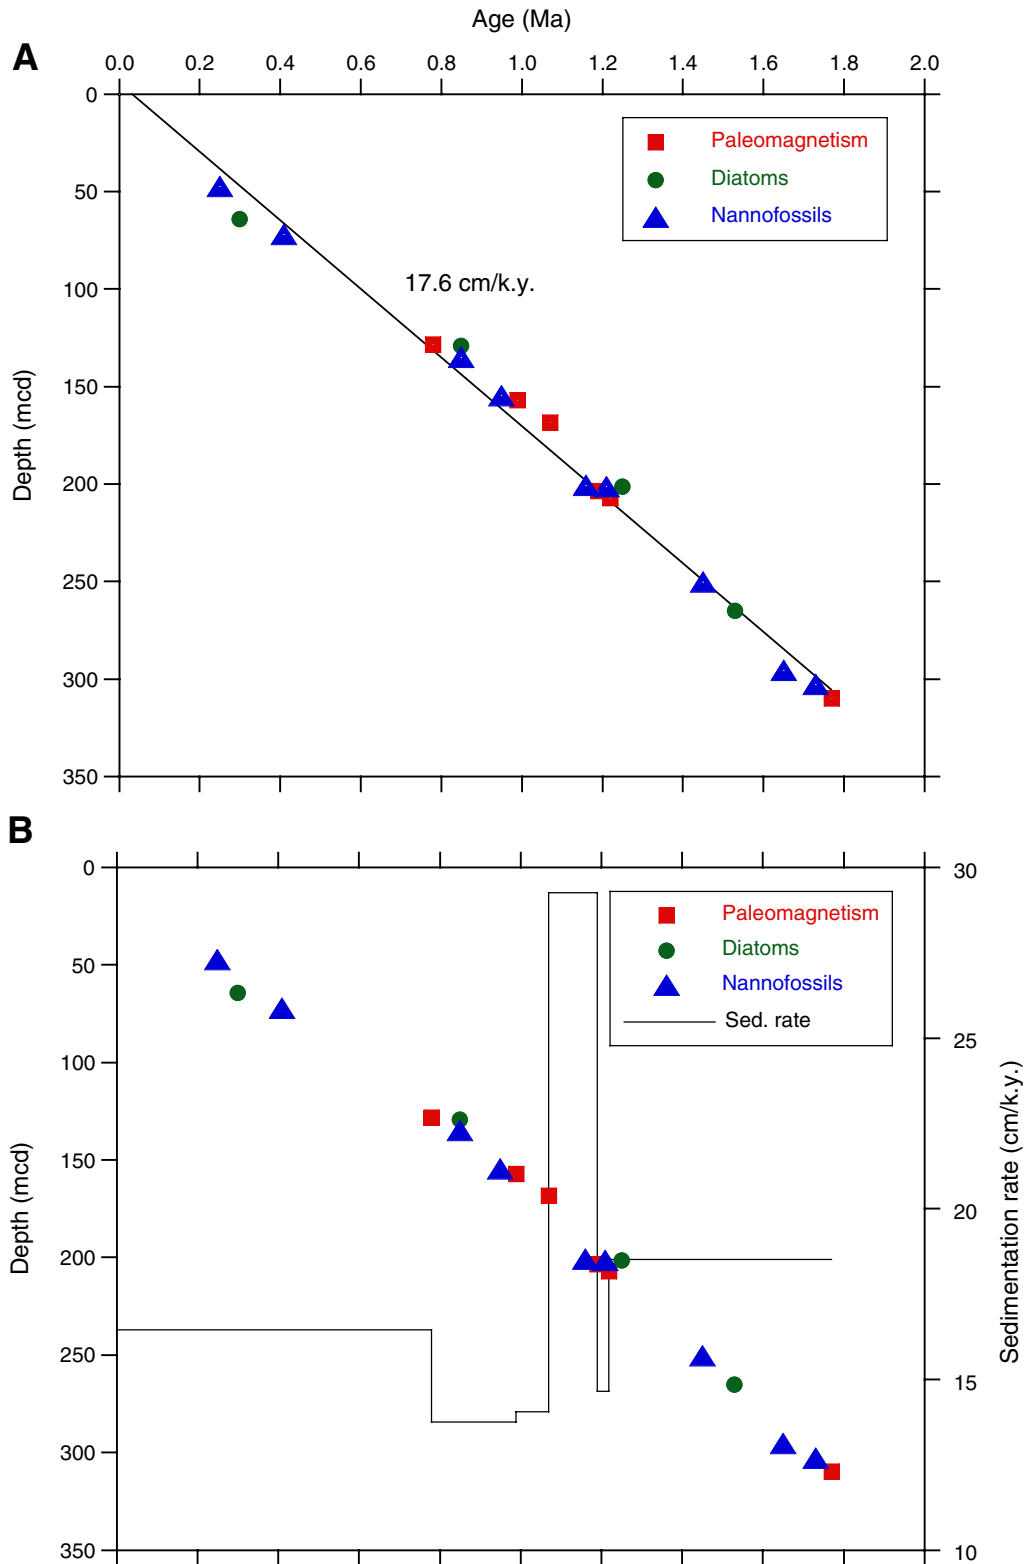 Age (Ma)
A
0.0 0.2 0.4 0.6 0.8 1.0 1.2 1.4 1.6 1.8 2.0
0
50
100
150
200
250
300
350
Depth (mcd)
Paleomagnetism
Diatoms
Nannofossils
17.6 cm/k.y.
B
0
50
100
150
200
250
300
350
Depth (mcd)
Paleomagnetism
Diatoms
Nannofossils
Sed. rate
30
25
20
15
10
Sedimentation rate (cm/k.y.)